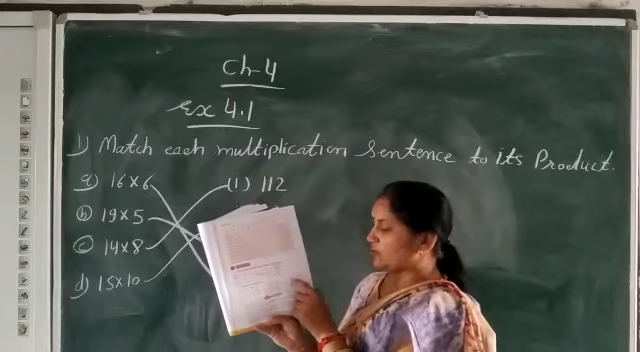 Ch-4
Ex 4.1
1) Match each multiplication sentence to its Product.
a) 16×6 (1) 112
b) 19×5
c) 14×8
d) 15×10